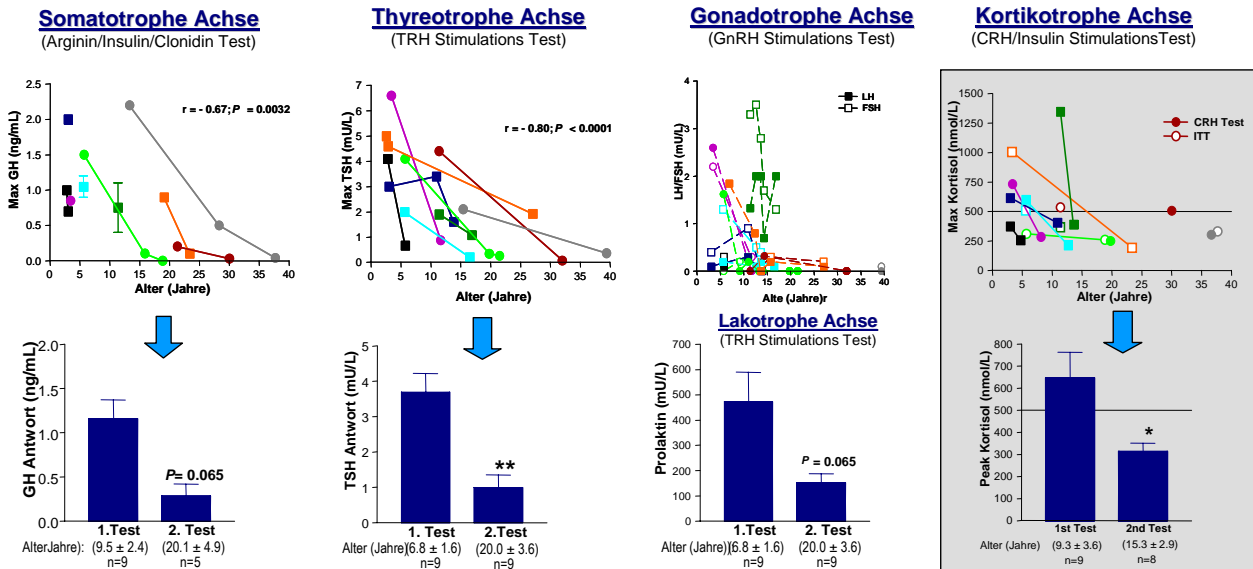 Somatotrophe Achse
(Arginin/Insulin/Clonidin Test)
Max GH (ng/mL)
2.5
2.0
1.5
1.0
0.5
0.0
r = - 0.67; P = 0.0032
0 5 10 15 20 25 30 35 40
Alter (Jahre)
GH Antwort (ng/mL)
2.0
1.5
1.0
0.5
0.0
P= 0.065
1.Test 2. Test
AlterJahre): (9.5 ± 2.4) (20.1 ± 4.9)
n=9 n=5
Thyreotrophe Achse
(TRH Stimulations Test)
Max TSH (mU/L)
7
6
5
4
3
2
1
0
r = - 0.80; P < 0.0001
0 5 10 15 20 25 30 35 40
Alter (Jahre)
TSH Antwort (mU/L)
5
4
3
2
1
0
**
1. Test 2.Test
Alter (Jahre) (6.8 ± 1.6) (20.0 ± 3.6)
n=9 n=9
Gonadotrophe Achse
(GnRH Stimulations Test)
LH/FSH (mU/L)
4
3
2
1
0
LH
FSH
0 5 10 15 20 25 30 35 40
Alte (Jahre)r
Lakotrophe Achse
(TRH Stimulations Test)
Prolaktin (mU/L)
700
600
500
400
300
200
100
0
P = 0.065
1.Test 2.Test
Alter (Jahre)) (6.8 ± 1.6) (20.0 ± 3.6)
n=9 n=9
Kortikotrophe Achse
(CRH/Insulin StimulationsTest)
Max Kortisol (nmol/L)
1500
1250
1000
750
500
250
0
CRH Test
ITT
0 5 10 15 20 25 30 35 40
Alter (Jahre)
Peak Kortisol (nmol/L)
800
700
600
500
400
300
200
100
0
*
1st Test 2nd Test
Alter (Jahre) (9.3 ± 3.6) (15.3 ± 2.9)
n=9 n=8